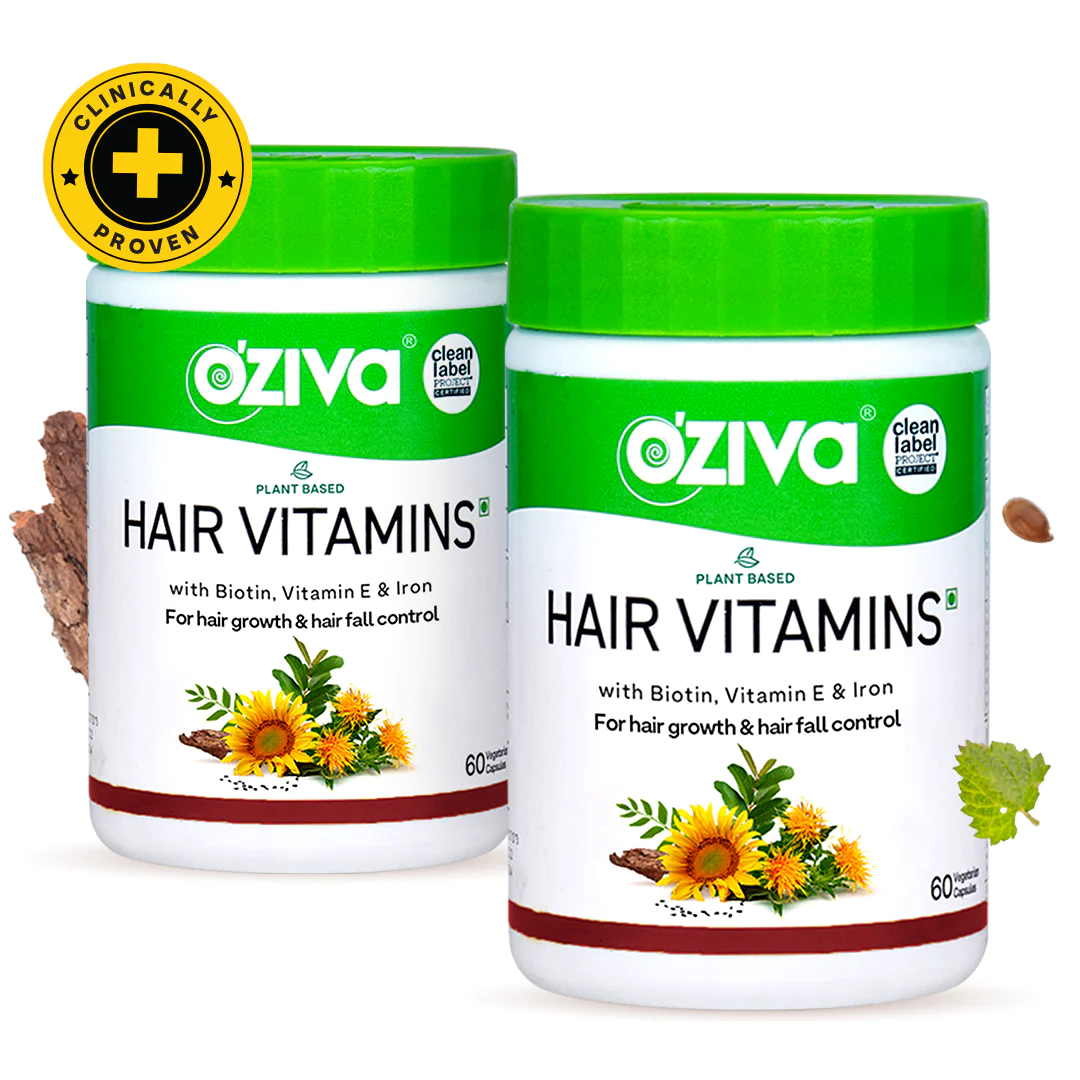 CLINICALLY
PROVEN
O'ZIVA®
clean
label
PROJECT
CERTIFIED
PLANT BASED
HAIR VITAMINS
with Biotin, Vitamin E & Iron
For hair growth & hair fall control
60 Vegetarian
Capsules
O'ZIVA®
clean
label
PROJECT
CERTIFIED
PLANT BASED
HAIR VITAMINS
with Biotin, Vitamin E & Iron
For hair growth & hair fall control
60 Vegetarian
Capsules